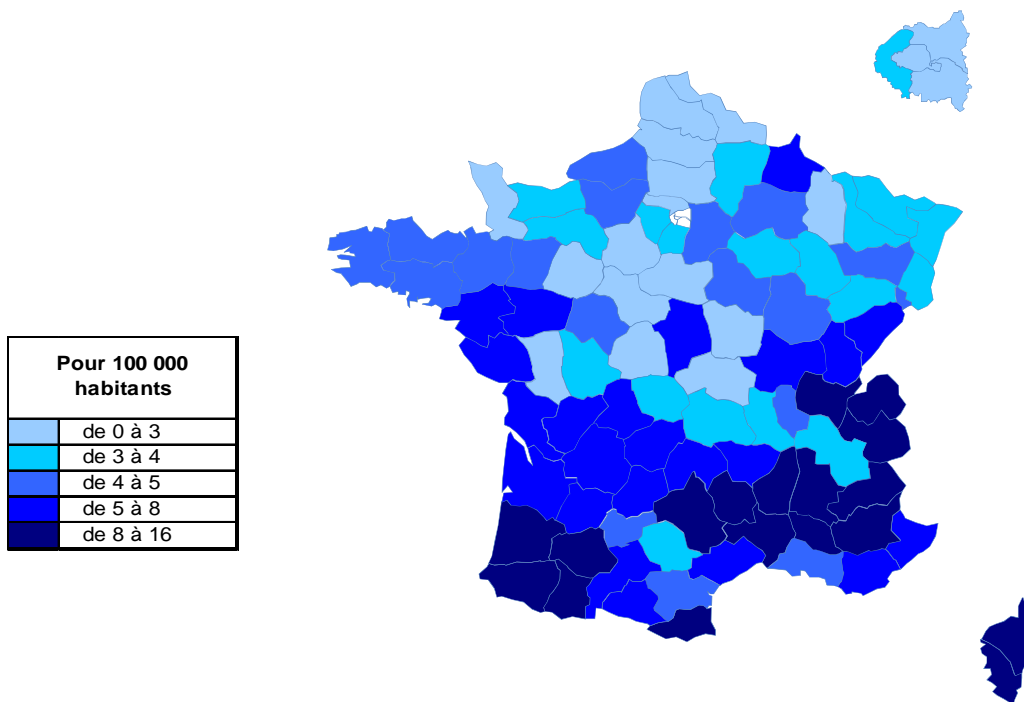 Pour 100 000
habitants
de 0 à 3
de 3 à 4
de 4 à 5
de 5 à 8
de 8 à 16